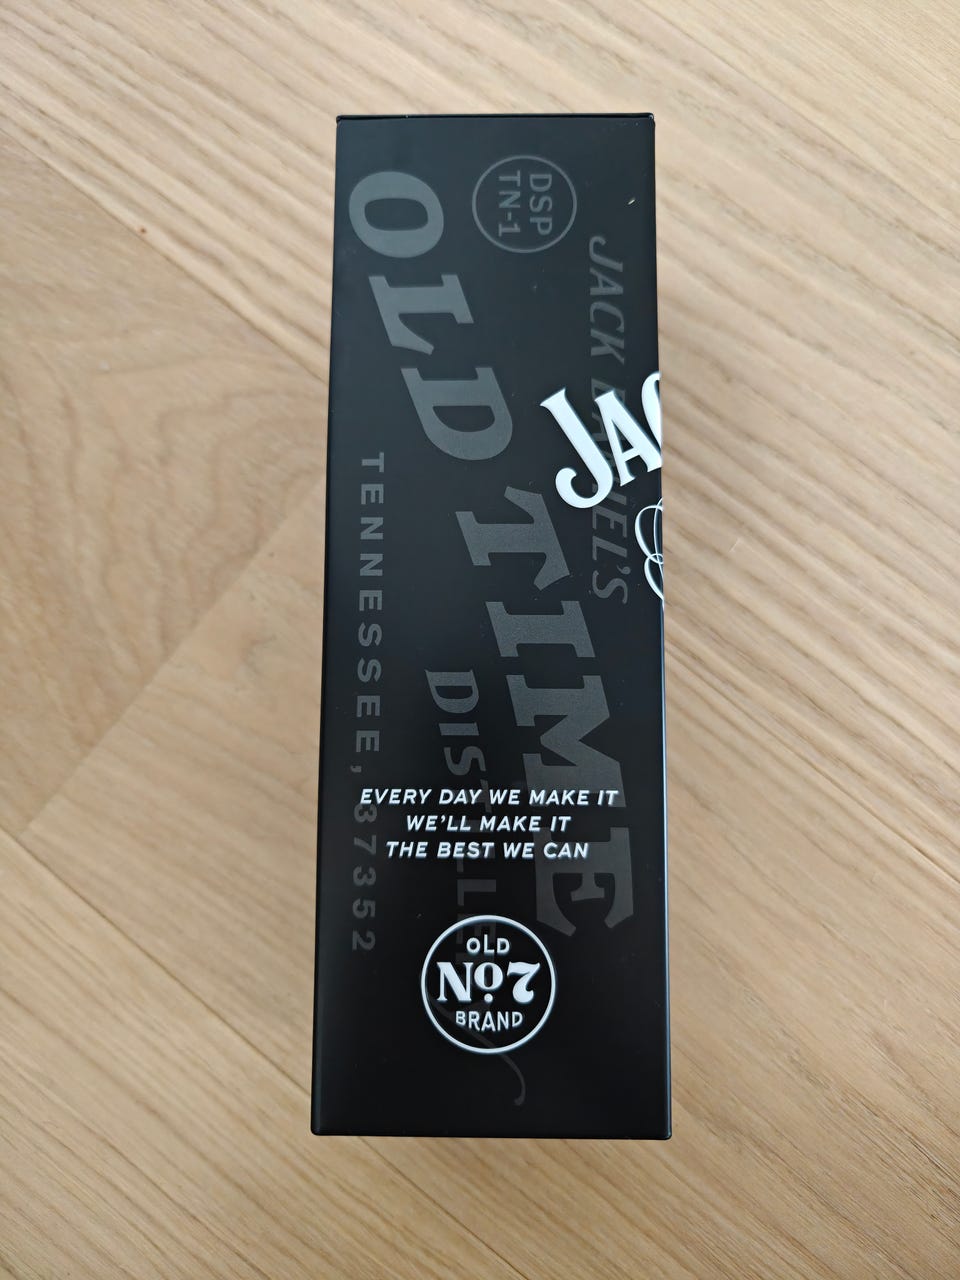 DSP
TN-1
JACK DANIEL'S
OLD TIME
DISTILLERY
TENNESSEE, 37352
JAC
EVERY DAY WE MAKE IT
WE'LL MAKE IT
THE BEST WE CAN
OLD
No. 7
BRAND